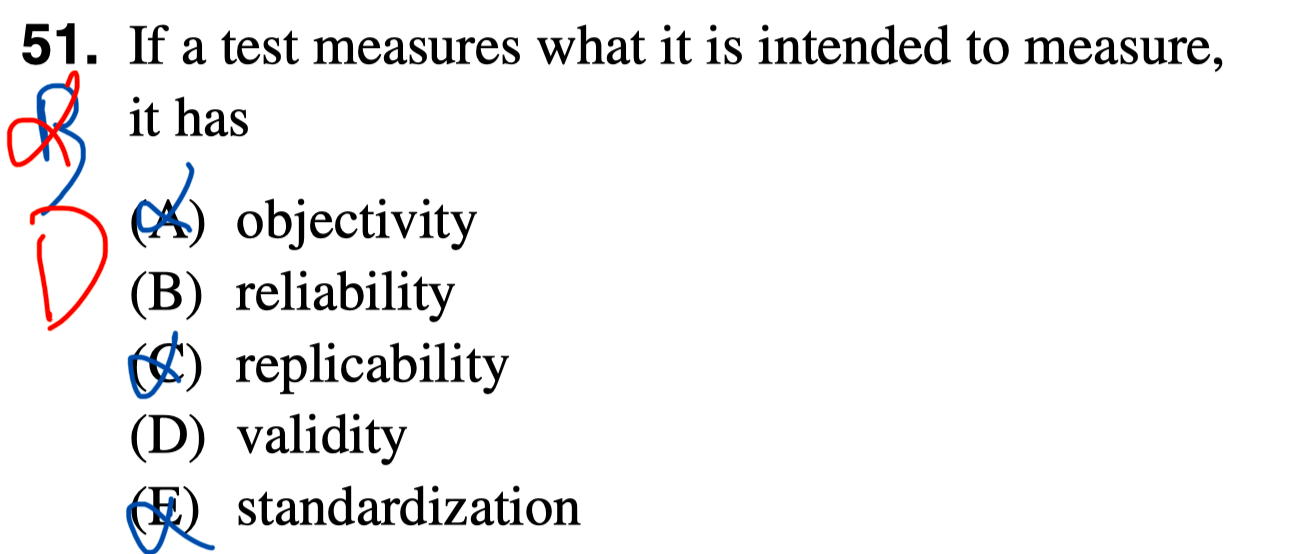 51. If a test measures what it is intended to measure,
it has
B
D
(A) objectivity
(B) reliability
(C) replicability
(D) validity
(E) standardization